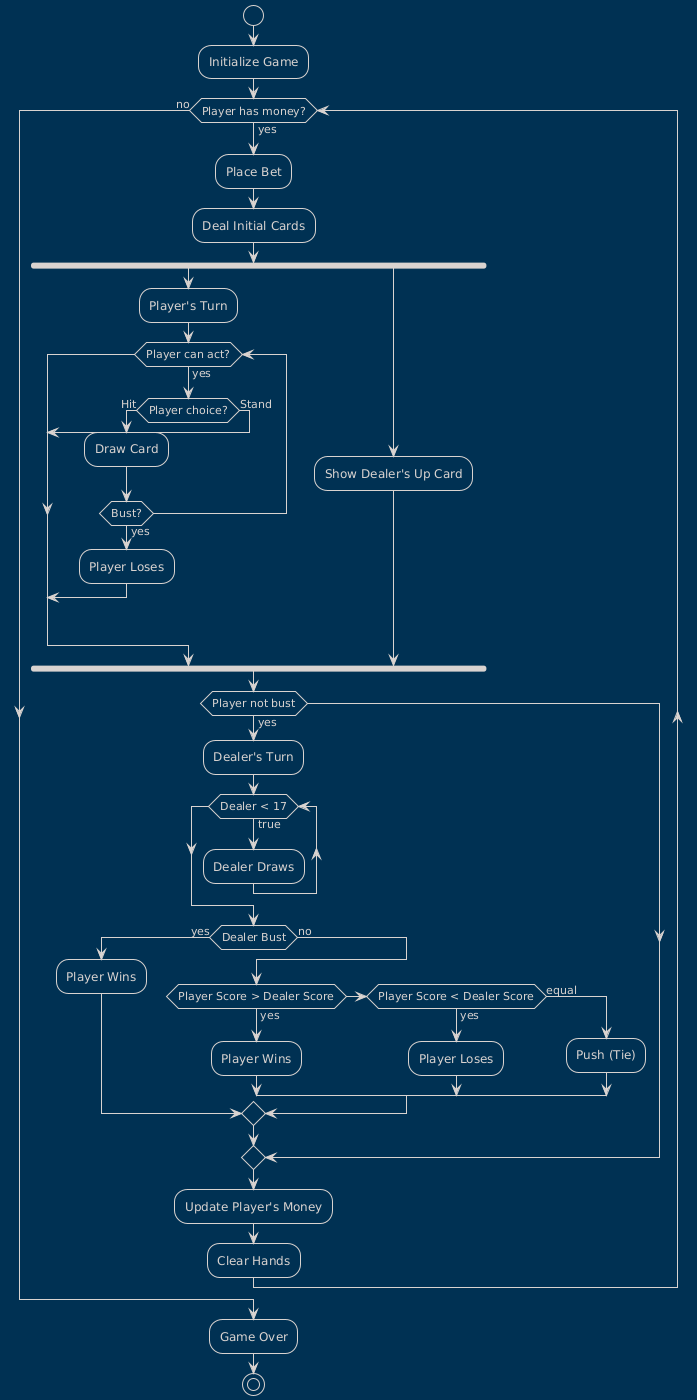 Initialize Game
no
Player has money?
yes
Place Bet
Deal Initial Cards
Player's Turn
Player can act?
yes
Hit
Player choice?
Stand
Draw Card
Show Dealer's Up Card
Bust?
yes
Player Loses
Player not bust
yes
Dealer's Turn
Dealer < 17
true
Dealer Draws
yes
Dealer Bust
no
Player Wins
Player Score > Dealer Score
Player Score < Dealer Score
equal
yes
yes
Player Wins
Player Loses
Push (Tie)
Update Player's Money
Clear Hands
Game Over